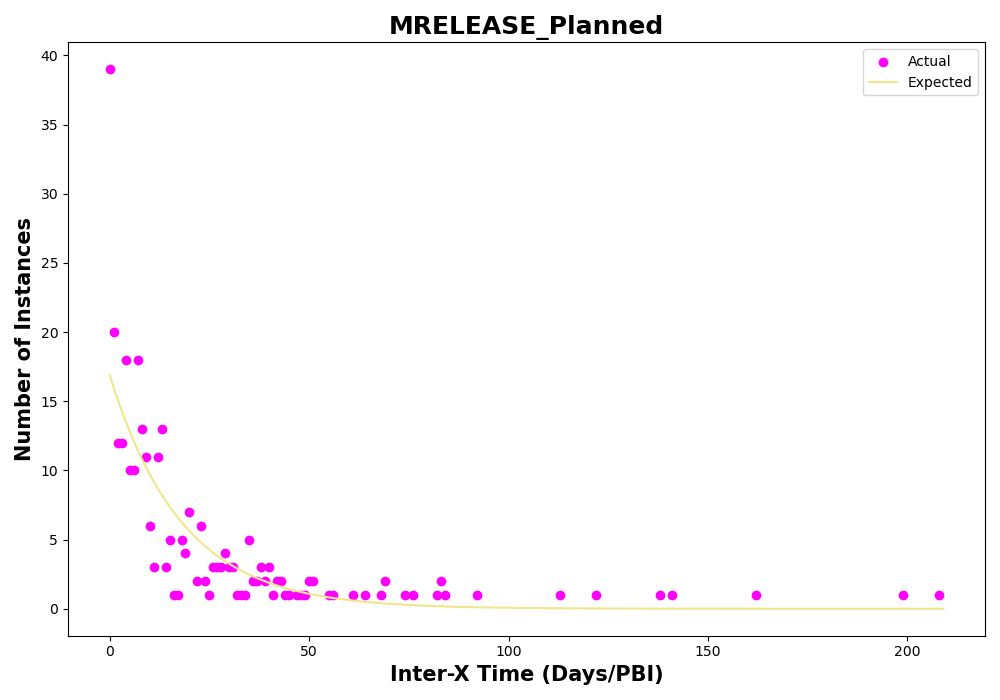 MRELEASE_Planned
Actual
Expected
Number of Instances
40
35
30
25
20
15
10
5
0
0
50
100
150
200
Inter-X Time (Days/PBI)